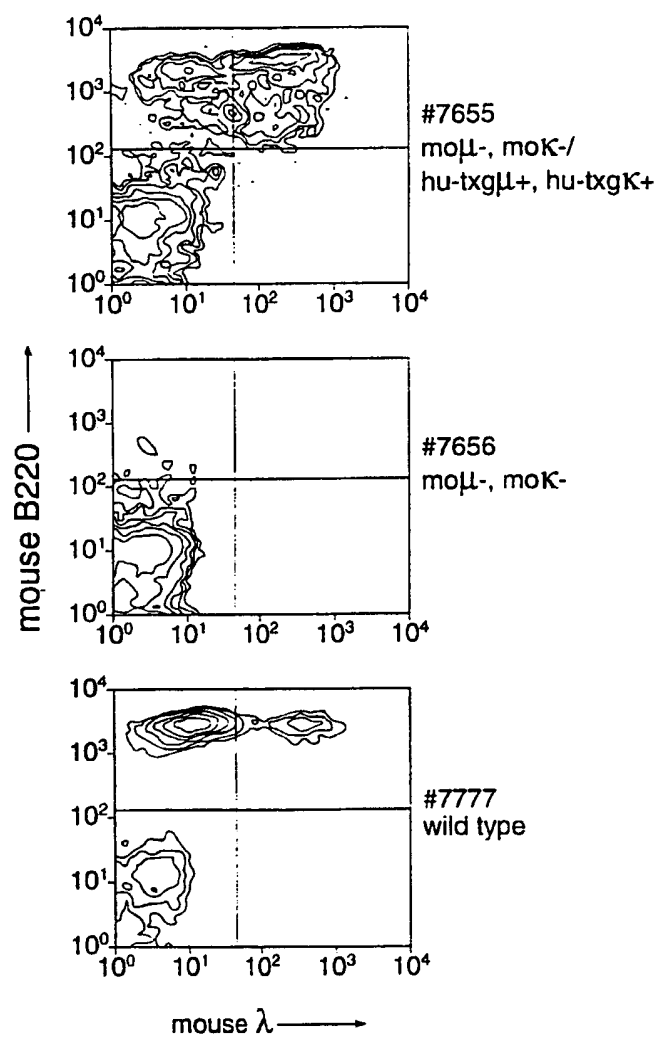 10⁴
10³
10²
10¹
10⁰
10⁰ 10¹ 10² 10³ 10⁴
#7655
moμ-, moκ-/
hu-txgμ+, hu-txgκ+
10⁴
10³
10²
10¹
10⁰
10⁰ 10¹ 10² 10³ 10⁴
#7656
moμ-, moκ-
mouse B220
10⁴
10³
10²
10¹
10⁰
10⁰ 10¹ 10² 10³ 10⁴
#7777
wild type
mouse λ